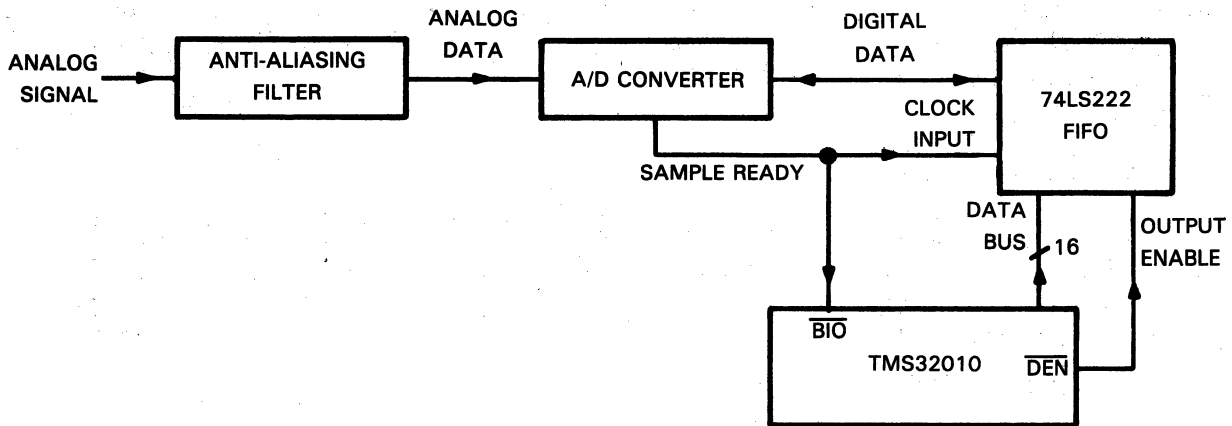 ANALOG
SIGNAL
ANTI-ALIASING
FILTER
ANALOG
DATA
A/D CONVERTER
DIGITAL
DATA
74LS222
FIFO
CLOCK
INPUT
SAMPLE READY
DATA
BUS
16
OUTPUT
ENABLE
BIO
TMS32010
DEN